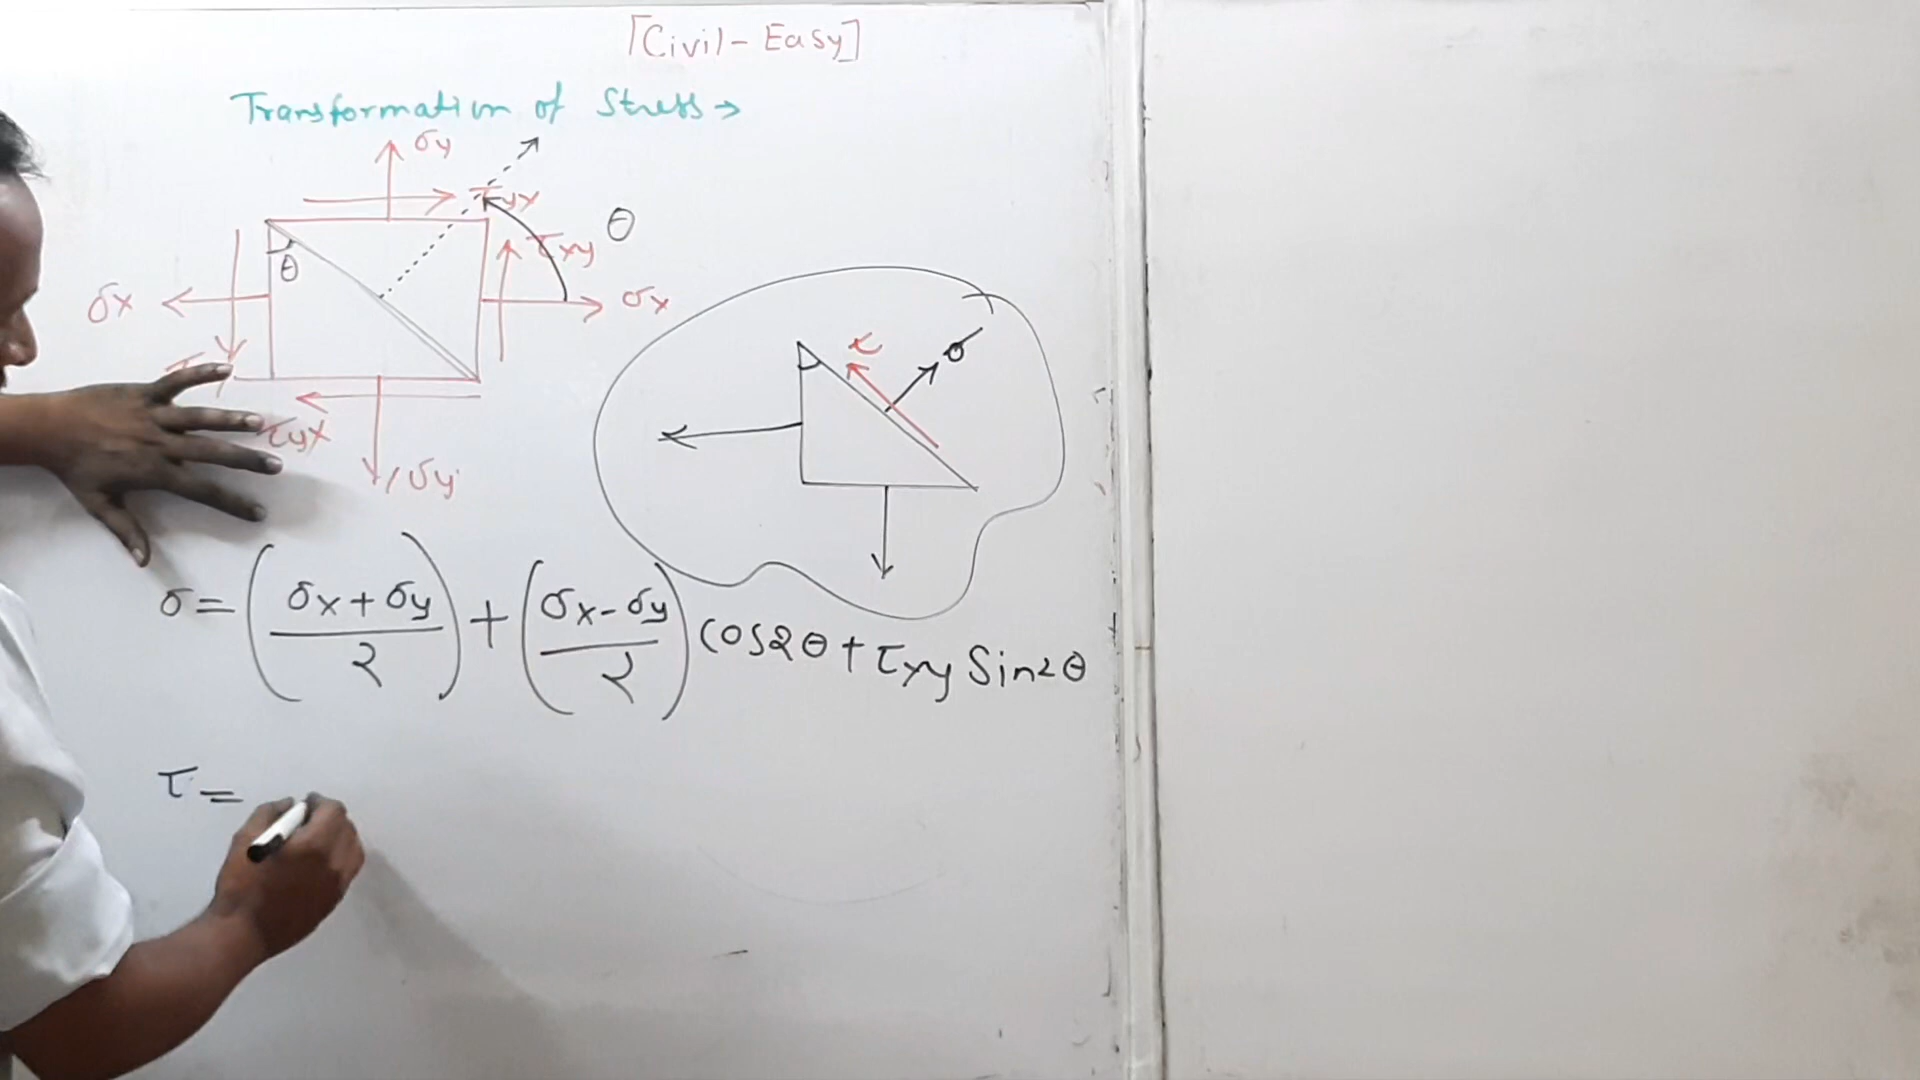 [Civil-Easy]
Transformation of Stress →
σy
τyx
θ
τxy
θ
σx
σx
τ
σ
τyx
σy
σ = (σx + σy / 2) + (σx - σy / 2) cos2θ + τxy Sin2θ
τ =